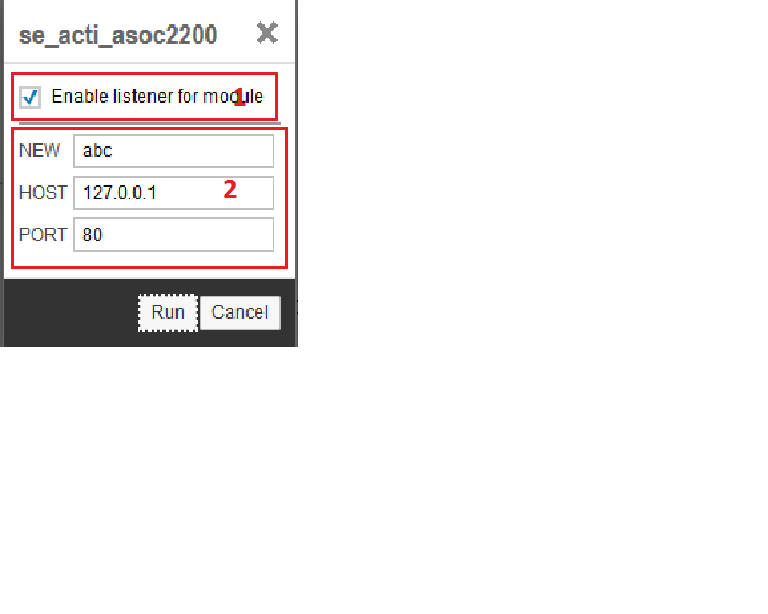 se_acti_asoc2200
Enable listener for module
1
NEW abc
HOST 127.0.0.1 2
PORT 80
Run Cancel